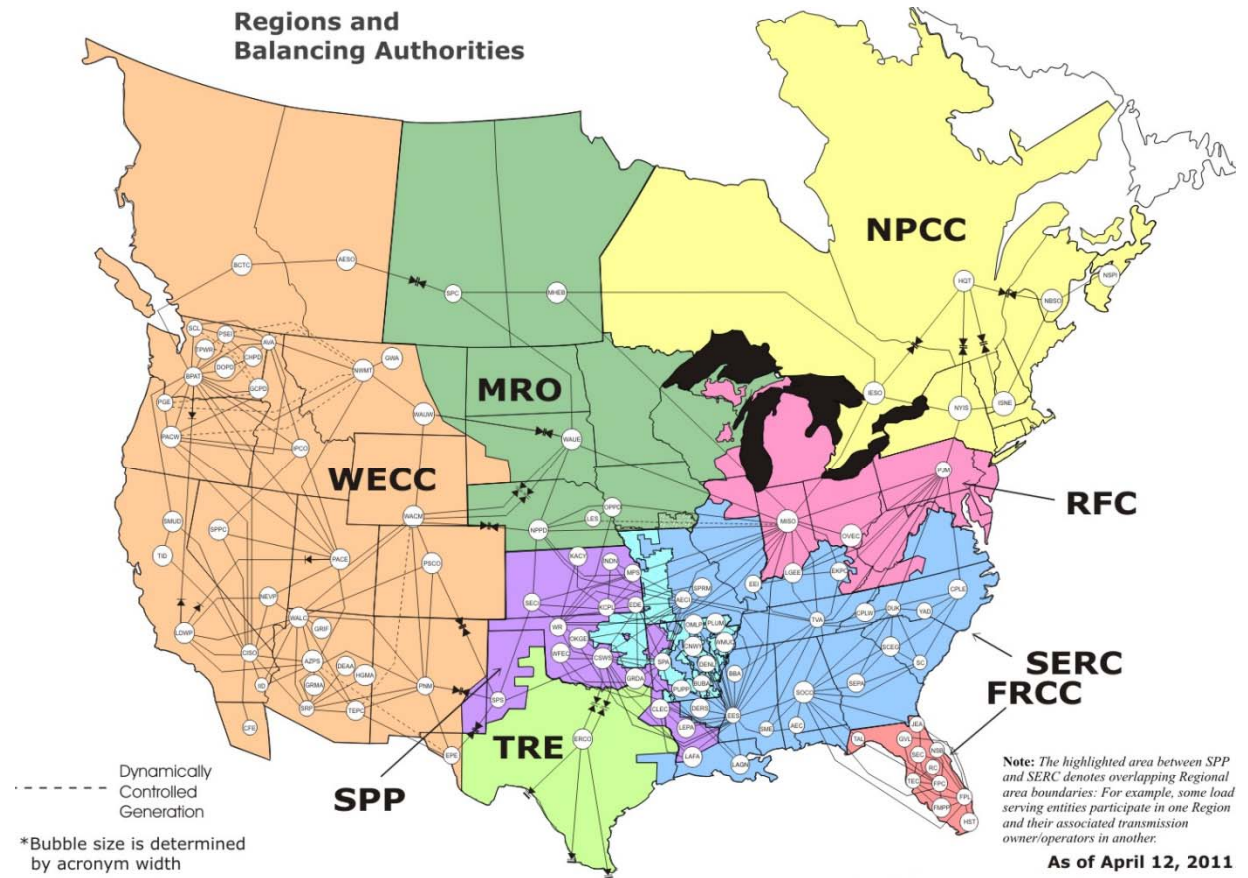 Regions and
Balancing Authorities
NPCC
MRO
WECC
RFC
SERC
FRCC
TRE
SPP
BCTC
AESO
SPC
MHEB
HQT
NBSO
NSPI
IESO
NYIS
ISNE
SCL
PSEI
AVA
TPWR
CHPD
DOPD
GCPD
BPAT
PGE
PACW
NWMT
GWA
WAUW
IPCO
WAUE
WACM
NPPD
LES
OPPD
MISO
OVEC
PJM
SMUD
SPPC
TID
PACE
PSCO
NEVP
WALC
GRIF
LDWP
CISO
AZPS
DEAA
GRMA
HGMA
IID
SRP
TEPC
PNM
CFE
EPE
KACY
INDN
MPS
SECI
KCPL
EDE
WR
OKGE
WFEC
CSWS
GRDA
SPS
SPA
CLEC
LEPA
LAFA
ERCO
AECI
SPRM
EEI
LGEE
EKPC
OMLP
PLUM
CNWY
WMUC
DENL
PUPP
BUBA
DERS
BBA
EES
LAGN
SME
AEC
SOCO
TVA
CPLW
DUK
YAD
CPLE
SCEG
SC
SEPA
JEA
TAL
GVL
NSB
SEC
RC
TEC
FPC
FPL
FMPP
HST
Dynamically
Controlled
Generation
*Bubble size is determined
by acronym width
Note: The highlighted area between SPP
and SERC denotes overlapping Regional
area boundaries: For example, some load
serving entities participate in one Region
and their associated transmission
owner/operators in another.
As of April 12, 2011